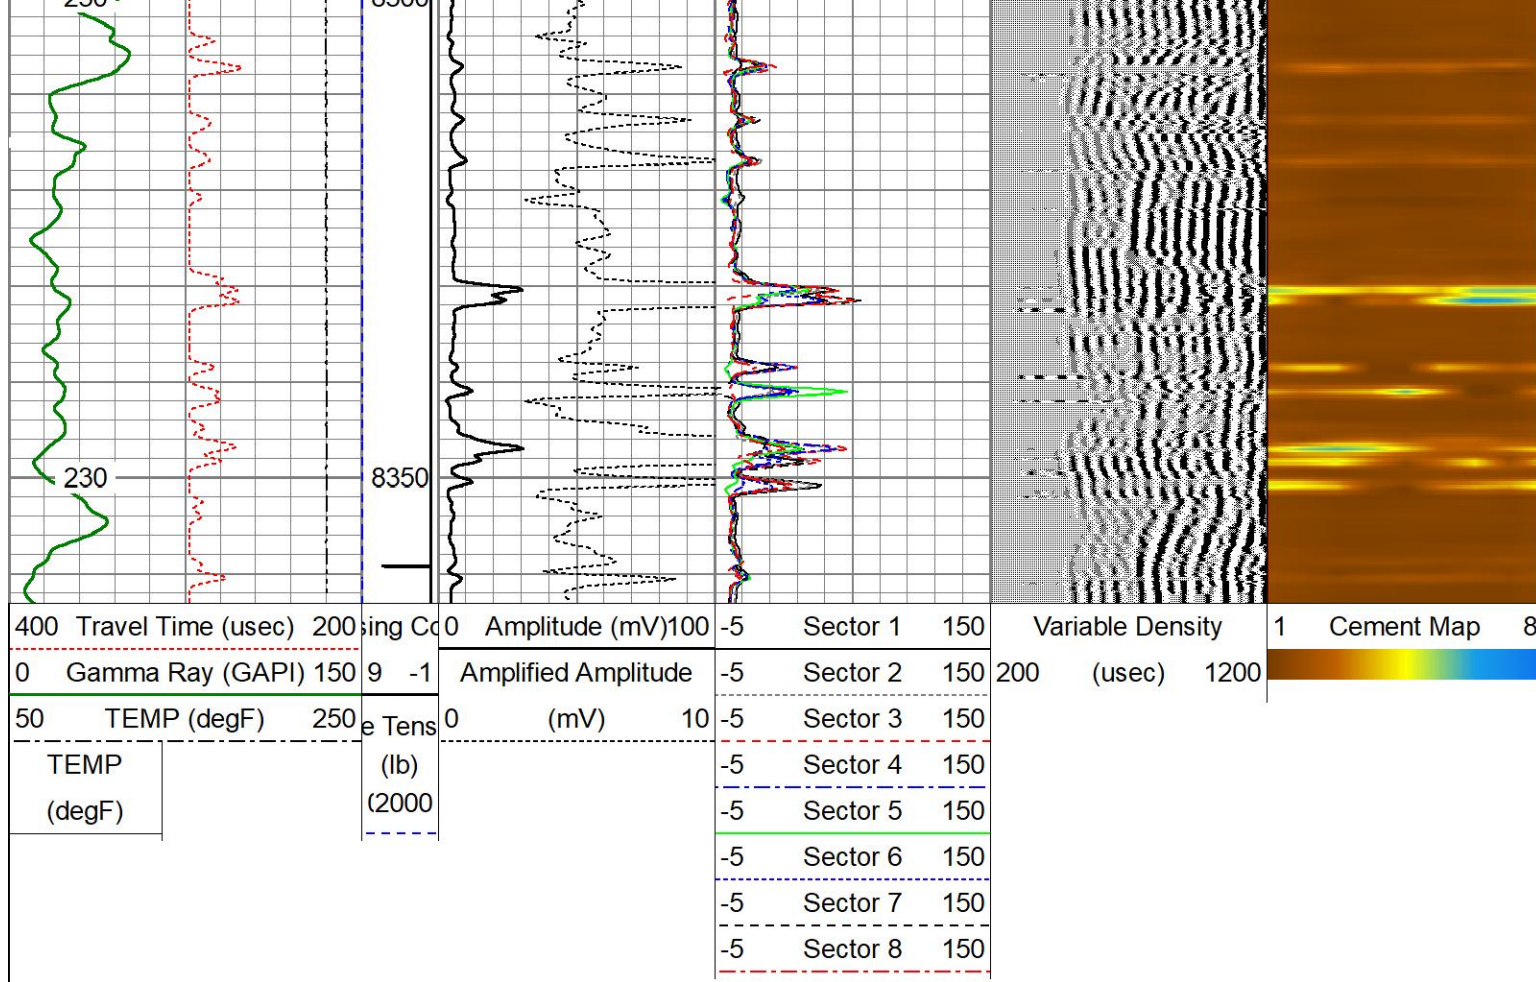 230
8350
400 Travel Time (usec) 200
0 Gamma Ray (GAPI) 150
50 TEMP (degF) 250
TEMP
(degF)
9 -1
(lb)
2000
0 Amplitude (mV) 100
Amplified Amplitude
0 (mV) 10
-5 Sector 1 150
-5 Sector 2 150
-5 Sector 3 150
-5 Sector 4 150
-5 Sector 5 150
-5 Sector 6 150
-5 Sector 7 150
-5 Sector 8 150
Variable Density
200 (usec) 1200
1 Cement Map 8